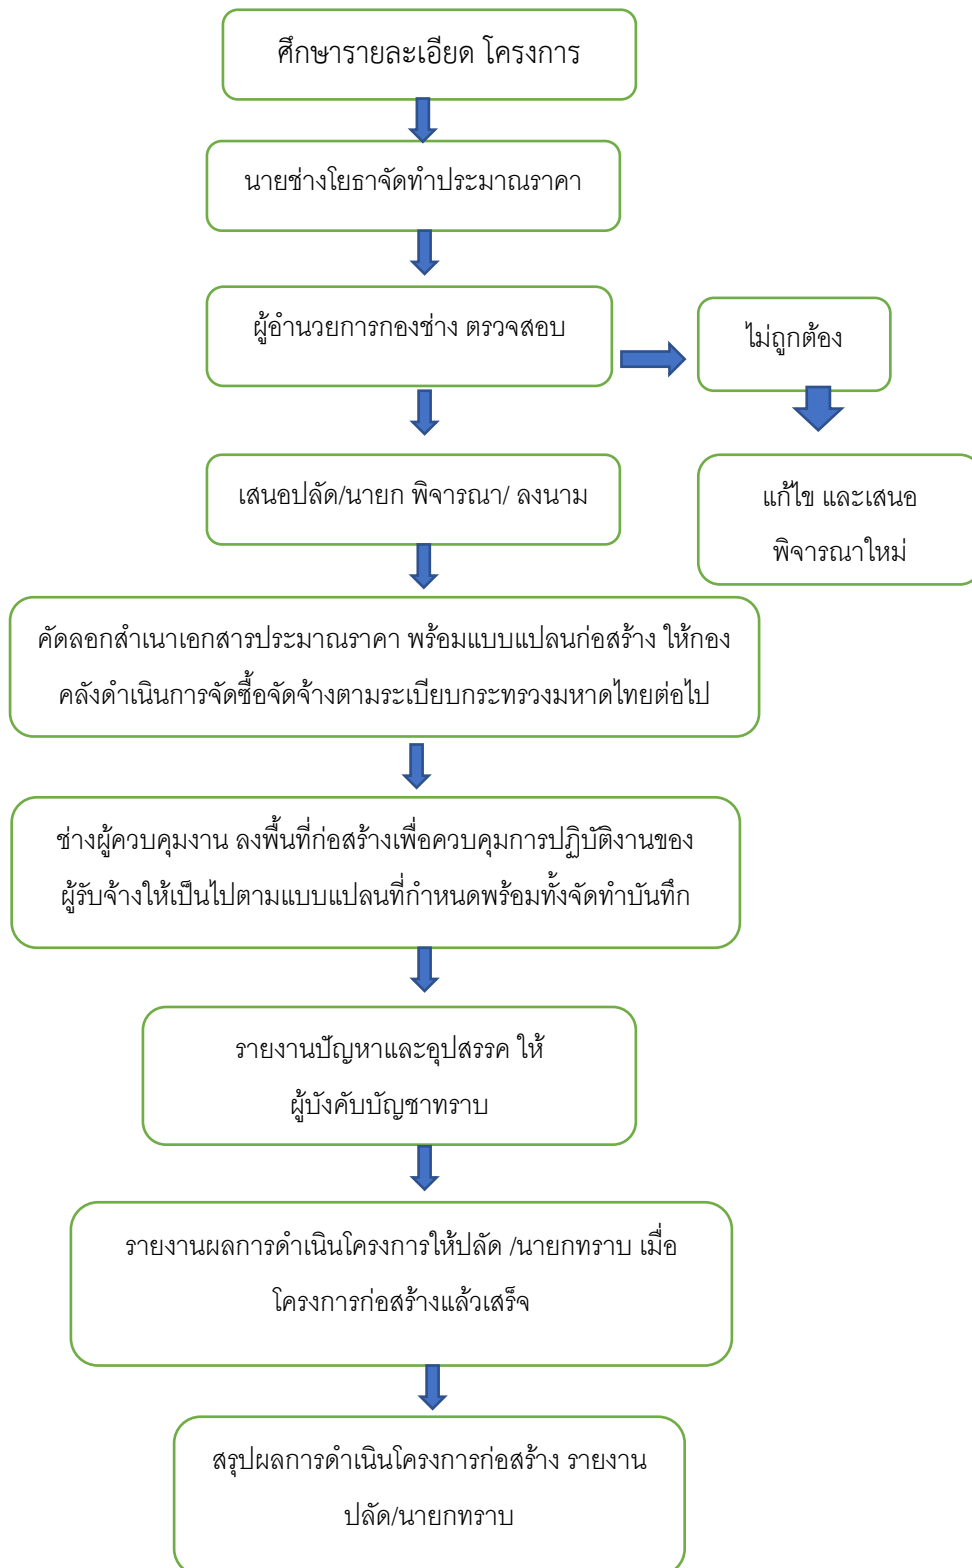 ศึกษารายละเอียด โครงการ
นายช่างโยธาจัดทำประมาณราคา
ผู้อำนวยการกองช่าง ตรวจสอบ
ไม่ถูกต้อง
เสนอปลัด/นายก พิจารณา/ ลงนาม
แก้ไข และเสนอ
พิจารณาใหม่
คัดลอกสำเนาเอกสารประมาณราคา พร้อมแบบแปลนก่อสร้าง ให้กอง
คลังดำเนินการจัดซื้อจัดจ้างตามระเบียบกระทรวงมหาดไทยต่อไป
ช่างผู้ควบคุมงาน ลงพื้นที่ก่อสร้างเพื่อควบคุมการปฏิบัติงานของ
ผู้รับจ้างให้เป็นไปตามแบบแปลนที่กำหนดพร้อมทั้งจัดทำบันทึก
รายงานปัญหาและอุปสรรค ให้
ผู้บังคับบัญชาทราบ
รายงานผลการดำเนินโครงการให้ปลัด /นายกทราบ เมื่อ
โครงการก่อสร้างแล้วเสร็จ
สรุปผลการดำเนินโครงการก่อสร้าง รายงาน
ปลัด/นายกทราบ